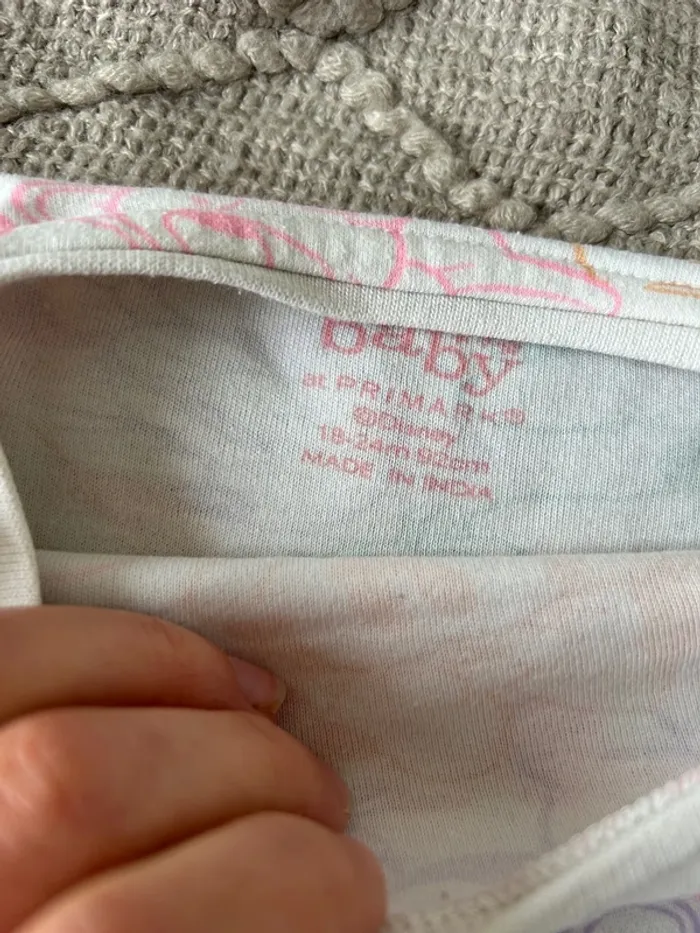 baby
at PRIMARK®
©Disney
18-24m 92cm
MADE IN INDIA